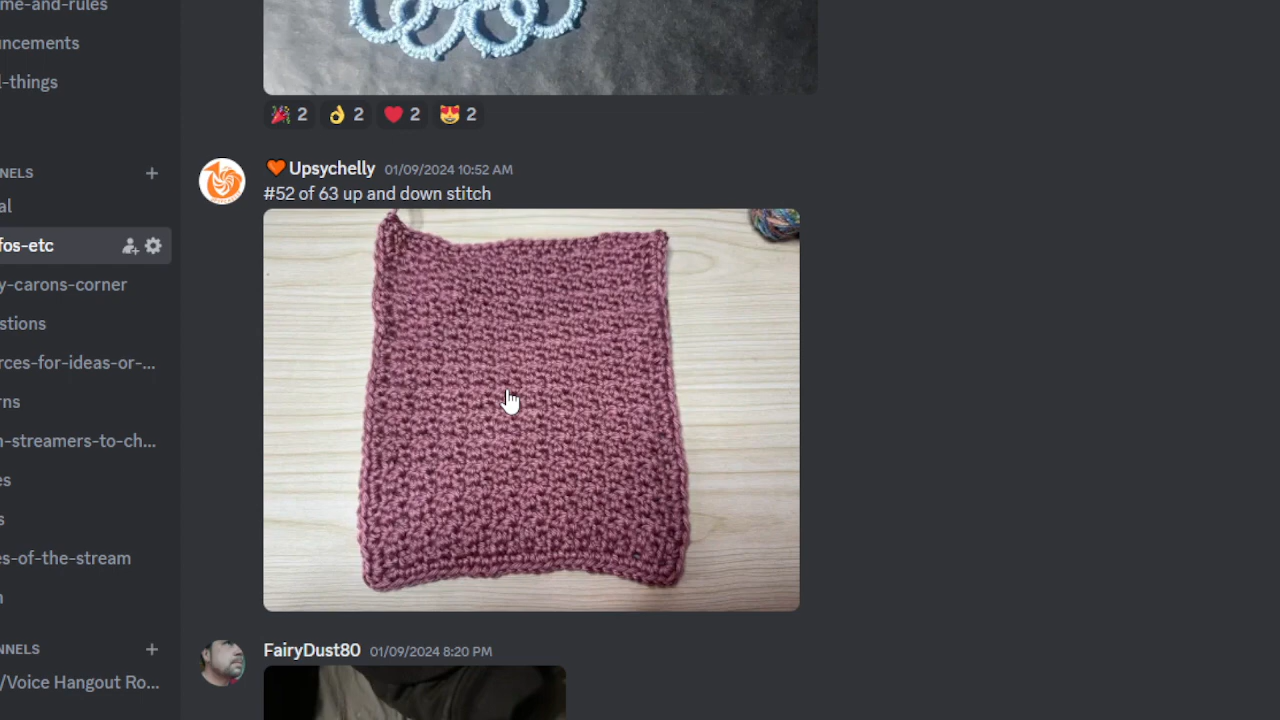 me-and-rules
ncements
l-things
🎉 2 👌 2 ❤️ 2 😻 2
NELS +
al
fos-etc
y-carons-corner
stions
rces-for-ideas-or-...
rns
n-streamers-to-ch...
es
s
es-of-the-stream
n
NNELS +
/Voice Hangout Ro...
🧡 Upsychelly 01/09/2024 10:52 AM
#52 of 63 up and down stitch
FairyDust80 01/09/2024 8:20 PM